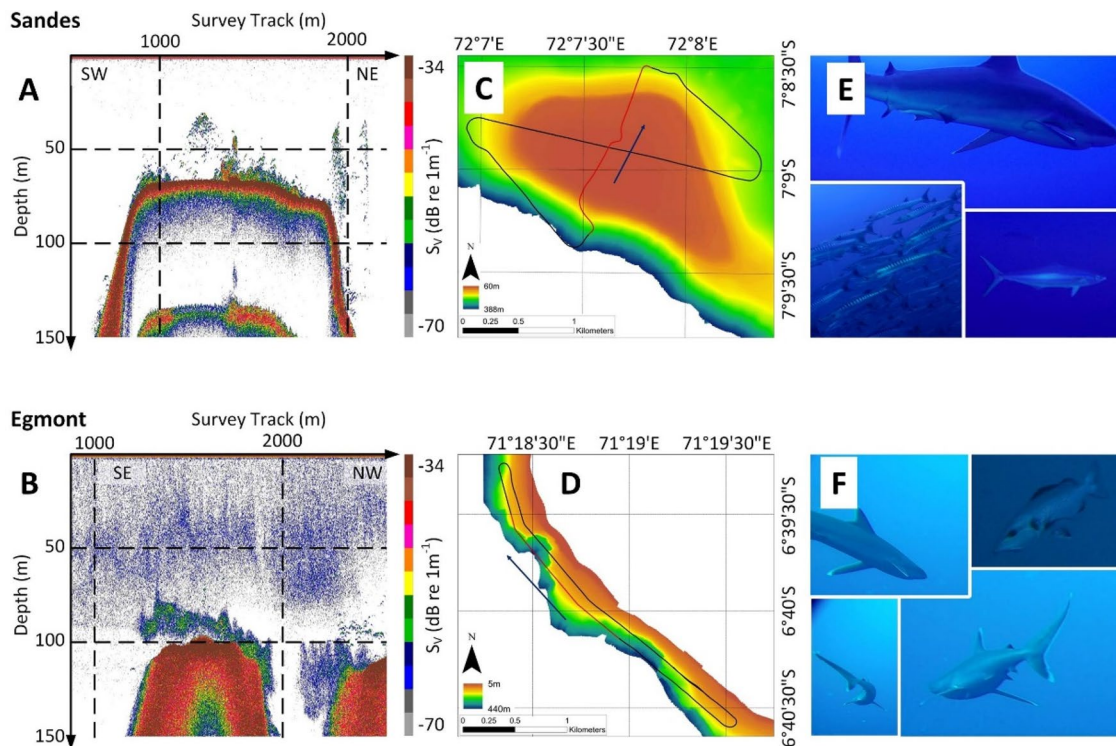 Sandes
Survey Track (m)
1000 2000
SW NE
A
-34
50
100
150
Depth (m)
Sᵥ (dB re 1m⁻¹)
-70
72°7'E 72°7'30"E 72°8'E
C
7°8'30"S
7°9'S
7°9'30"S
N
60m
388m
0 0.25 0.5 1
Kilometers
E
Egmont
Survey Track (m)
1000 2000
SE NW
B
-34
50
100
150
Depth (m)
Sᵥ (dB re 1m⁻¹)
-70
71°18'30"E 71°19'E 71°19'30"E
D
6°39'30"S
6°40'S
6°40'30"S
N
5m
440m
0 0.25 0.5 1
Kilometers
F